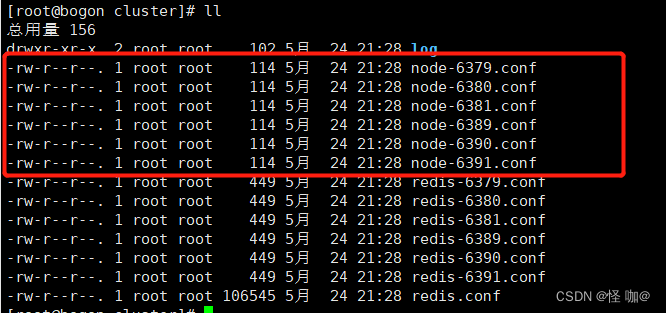 [root@bogon cluster]# ll
总用量 156
drwxr-xr-x. 2 root root 102 5月 24 21:28 log
-rw-r--r--. 1 root root 114 5月 24 21:28 node-6379.conf
-rw-r--r--. 1 root root 114 5月 24 21:28 node-6380.conf
-rw-r--r--. 1 root root 114 5月 24 21:28 node-6381.conf
-rw-r--r--. 1 root root 114 5月 24 21:28 node-6389.conf
-rw-r--r--. 1 root root 114 5月 24 21:28 node-6390.conf
-rw-r--r--. 1 root root 114 5月 24 21:28 node-6391.conf
-rw-r--r--. 1 root root 449 5月 24 21:28 redis-6379.conf
-rw-r--r--. 1 root root 449 5月 24 21:28 redis-6380.conf
-rw-r--r--. 1 root root 449 5月 24 21:28 redis-6381.conf
-rw-r--r--. 1 root root 449 5月 24 21:28 redis-6389.conf
-rw-r--r--. 1 root root 449 5月 24 21:28 redis-6390.conf
-rw-r--r--. 1 root root 449 5月 24 21:28 redis-6391.conf
-rw-r--r--. 1 root root 106545 5月 24 21:28 redis.conf
CSDN @怪 咖@
[root@bogon cluster]#